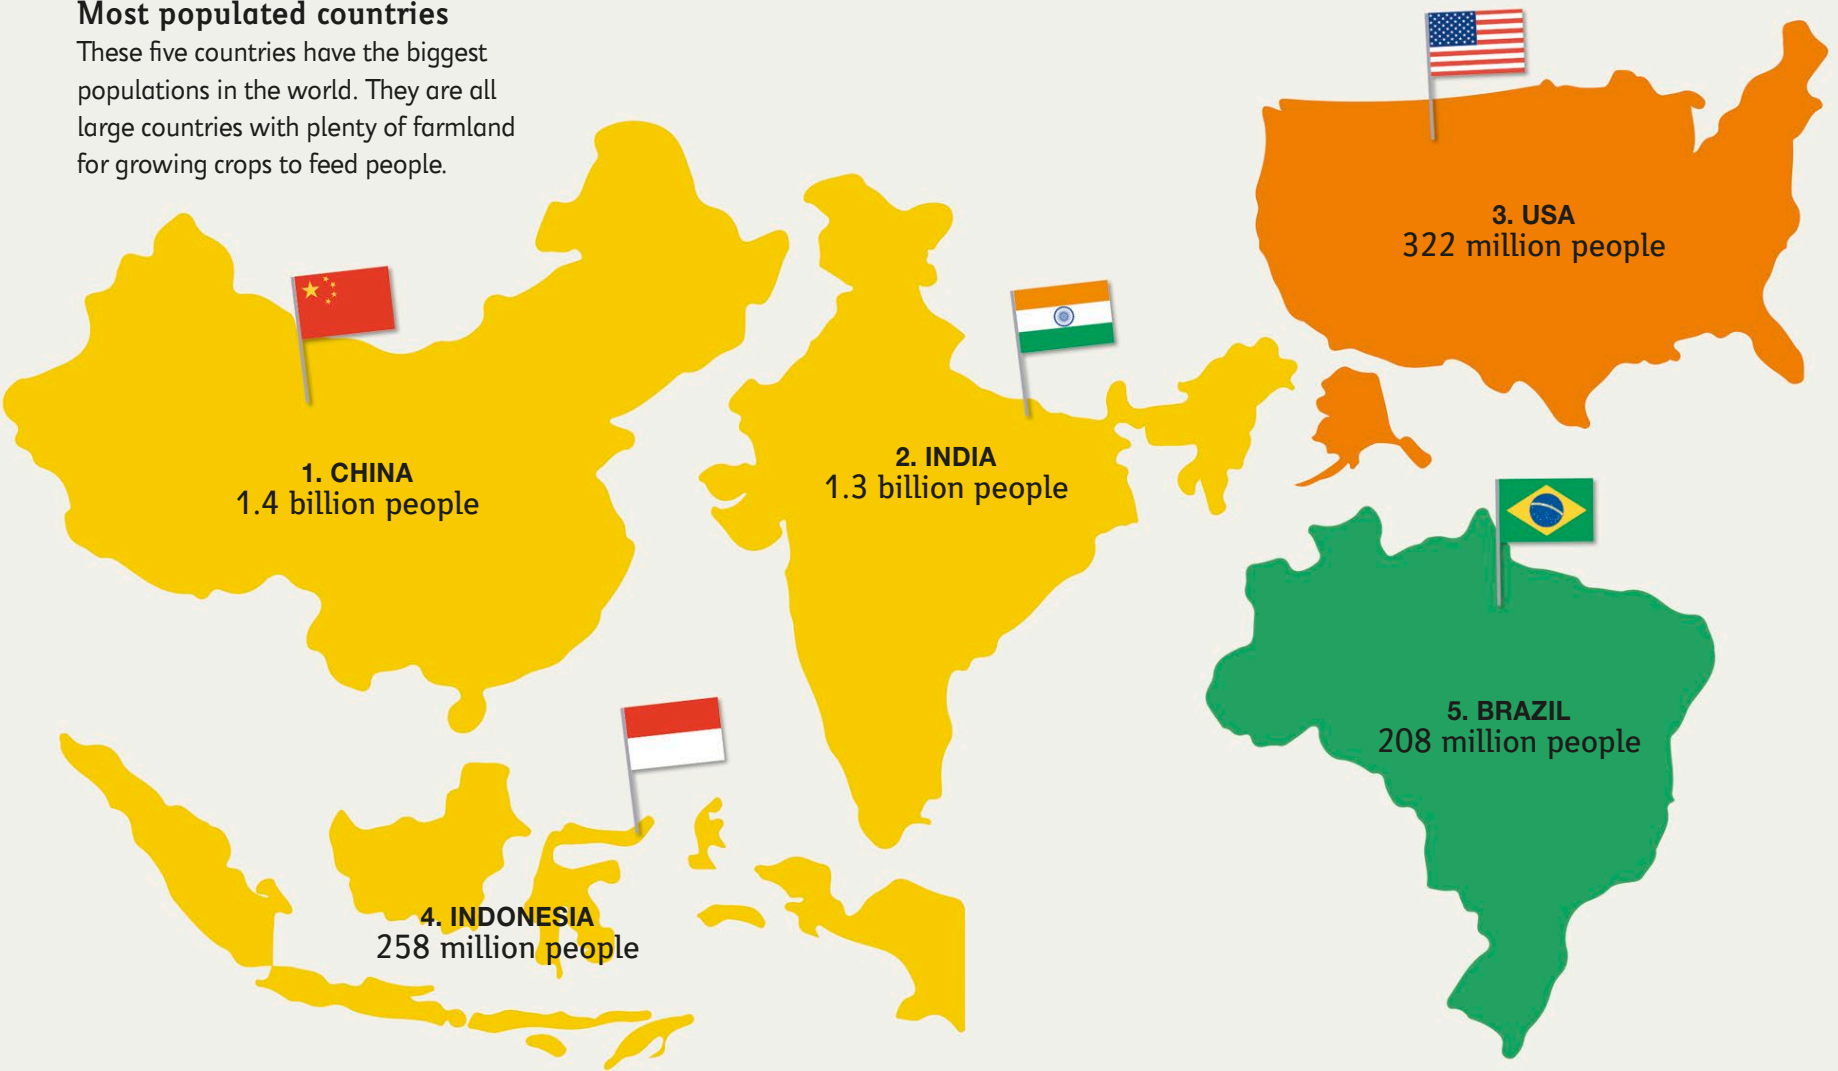 Most populated countries
These five countries have the biggest
populations in the world. They are all
large countries with plenty of farmland
for growing crops to feed people.
3. USA
322 million people
1. CHINA
1.4 billion people
2. INDIA
1.3 billion people
5. BRAZIL
208 million people
4. INDONESIA
258 million people